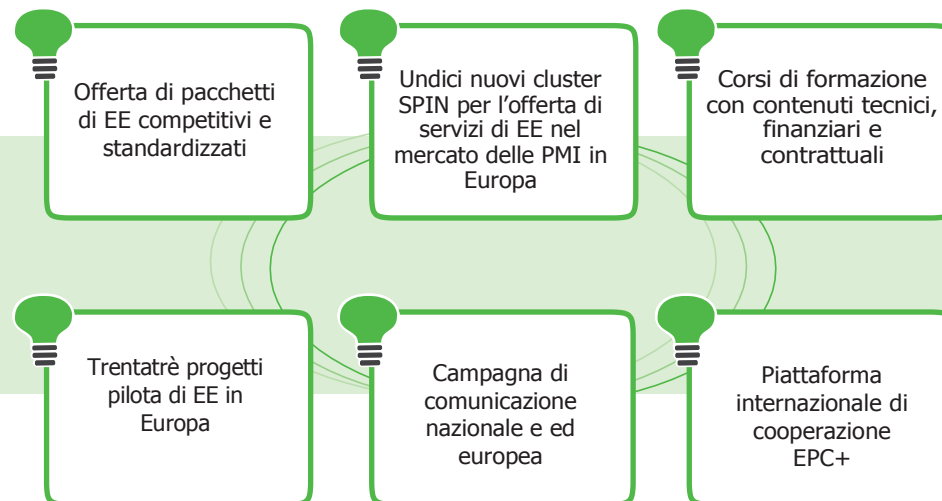 Offerta di pacchetti
di EE competitivi e
standardizzati
Undici nuovi cluster
SPIN per l’offerta di
servizi di EE nel
mercato delle PMI in
Europa
Corsi di formazione
con contenuti tecnici,
finanziari e
contrattuali
Trentatrè progetti
pilota di EE in
Europa
Campagna di
comunicazione
nazionale e ed
europea
Piattaforma
internazionale di
cooperazione
EPC+